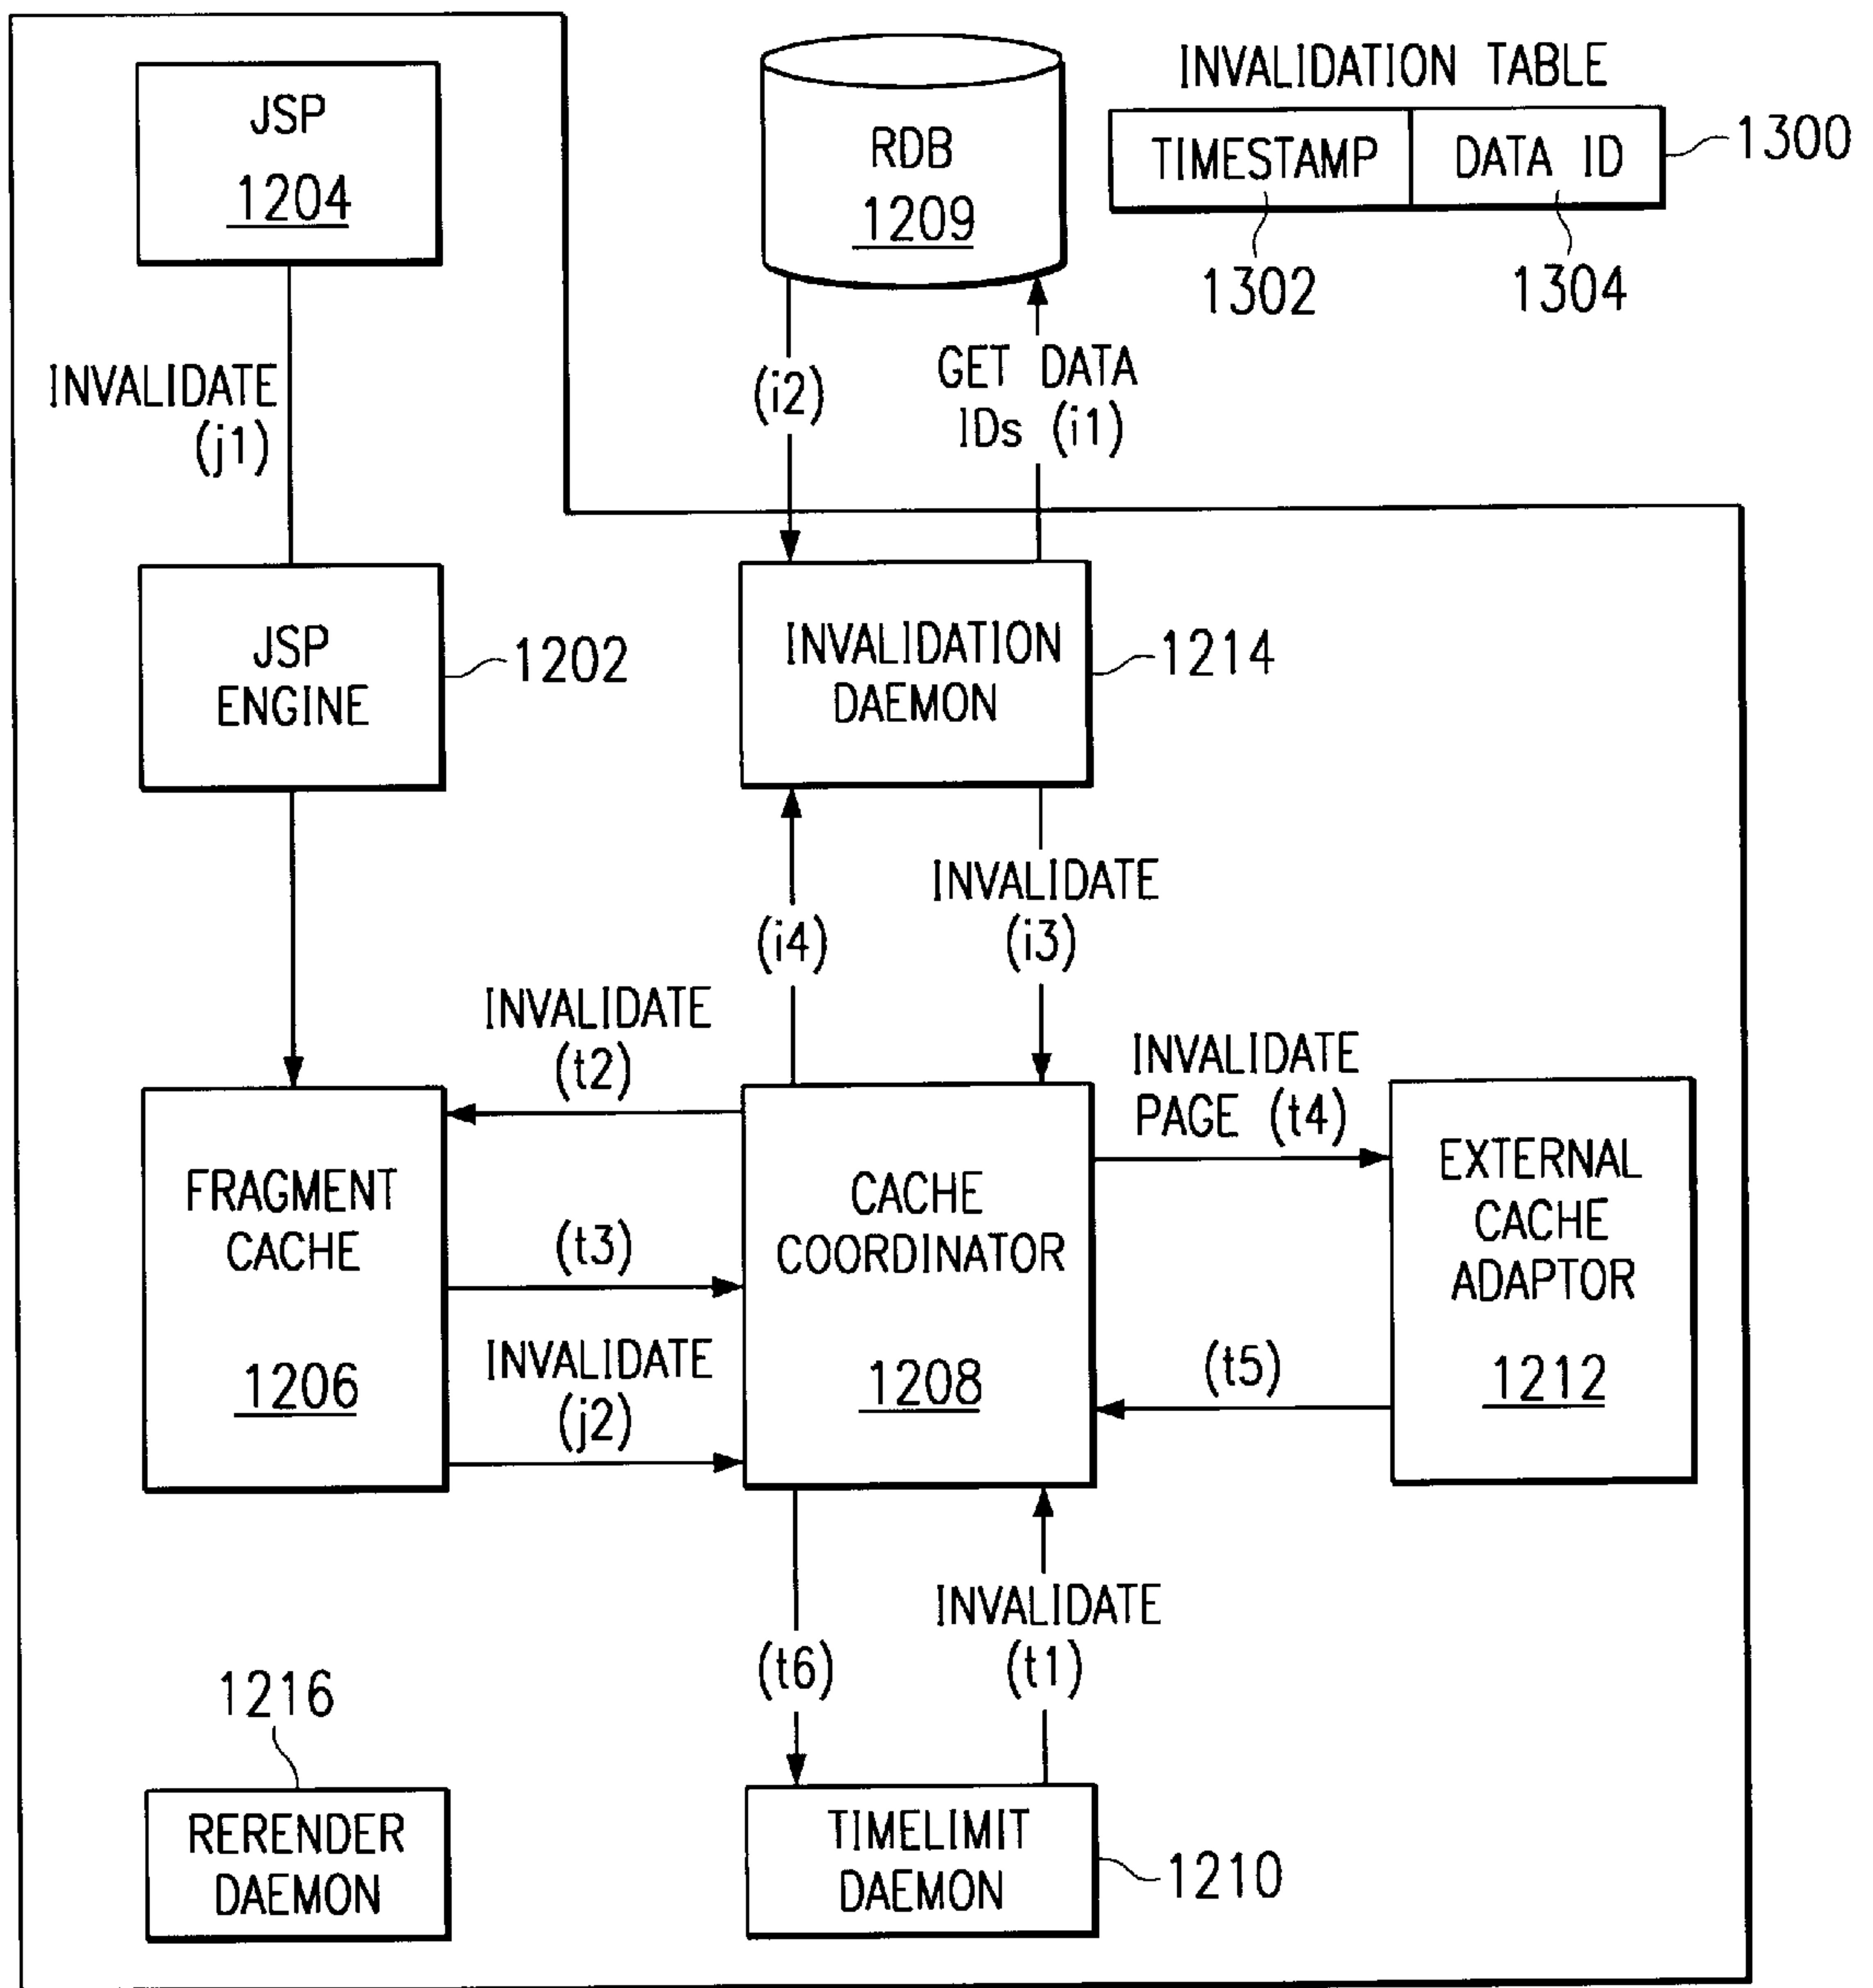 JSP
1204
RDB
1209
INVALIDATION TABLE
TIMESTAMP
DATA ID
1300
1302
1304
INVALIDATE
(j1)
(i2)
GET DATA
IDs (i1)
JSP
ENGINE
1202
INVALIDATION
DAEMON
1214
(i4)
INVALIDATE
(i3)
INVALIDATE
(t2)
INVALIDATE
PAGE (t4)
FRAGMENT
CACHE
1206
(t3)
INVALIDATE
(j2)
CACHE
COORDINATOR
1208
(t5)
EXTERNAL
CACHE
ADAPTOR
1212
(t6)
INVALIDATE
(t1)
1216
RERENDER
DAEMON
TIMELIMIT
DAEMON
1210